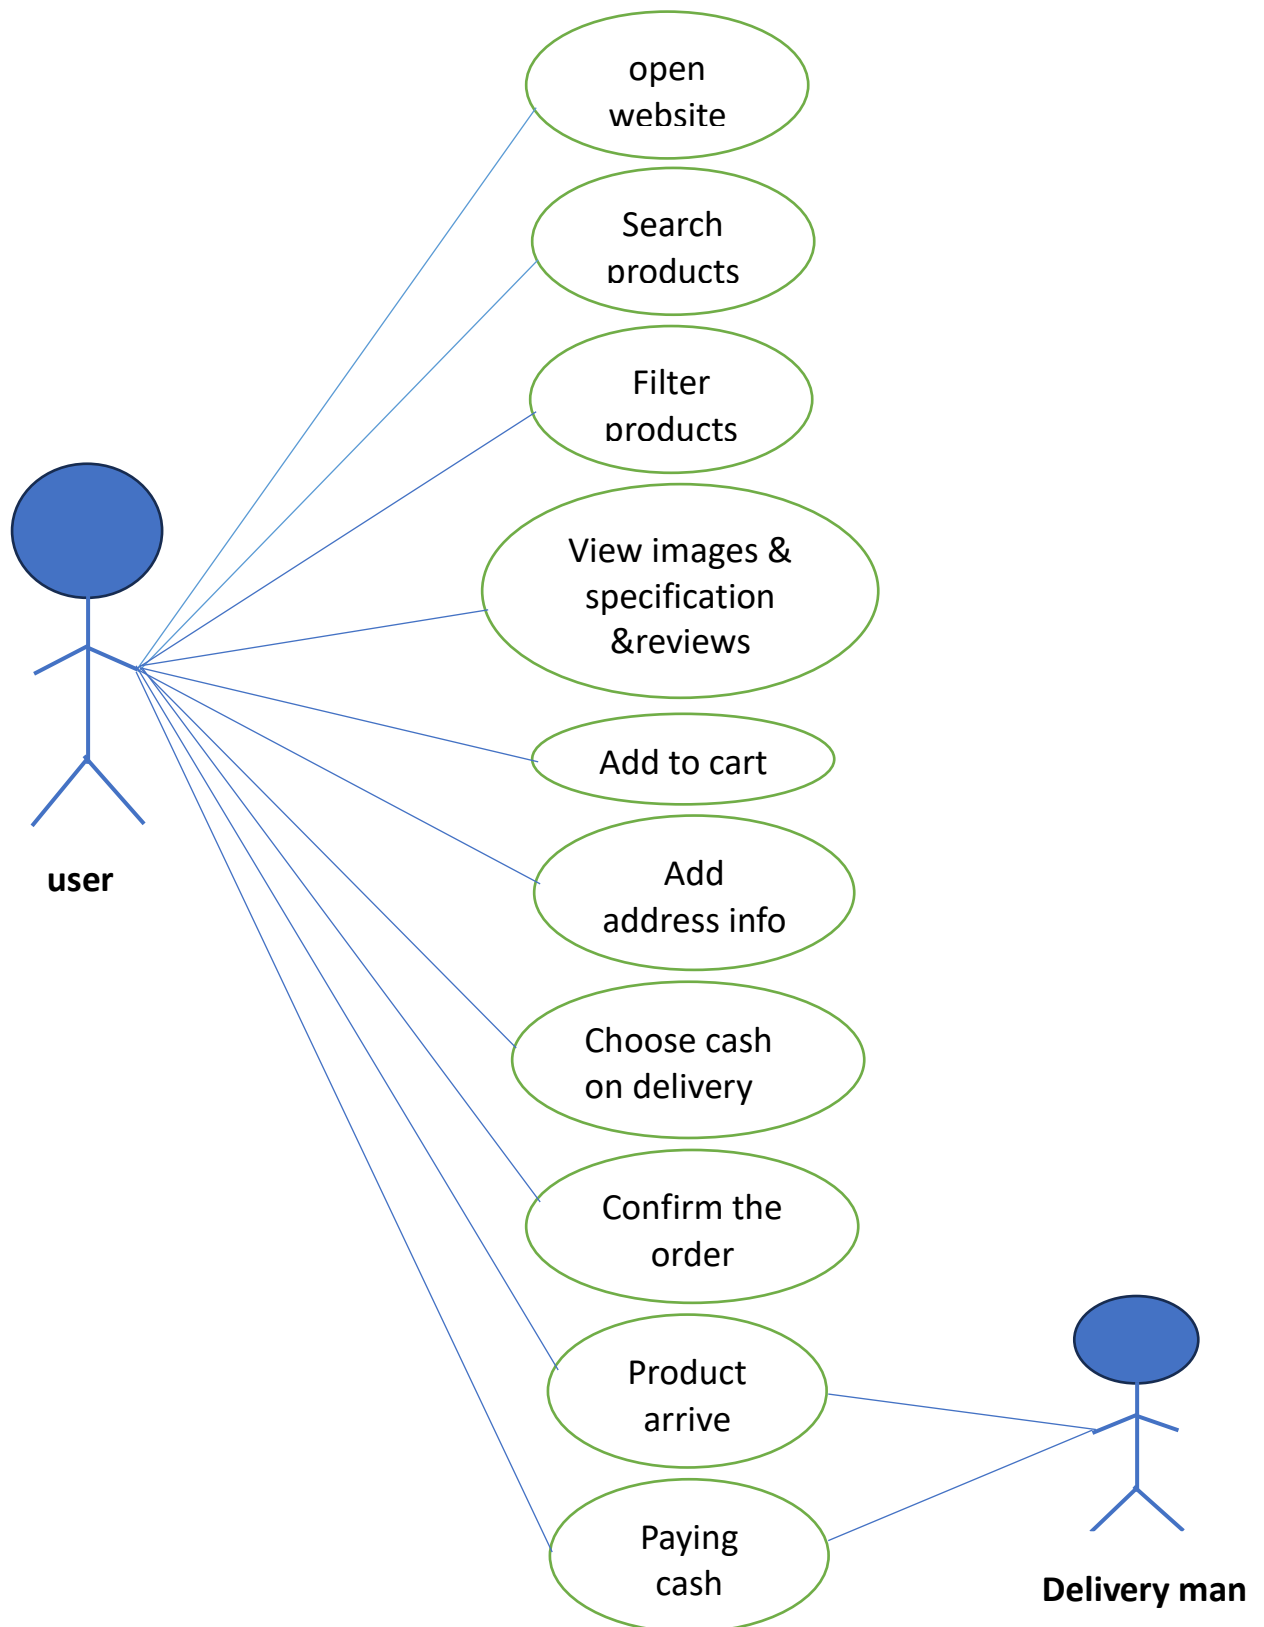 open
website
Search
products
Filter
products
View images &
specification
&reviews
Add to cart
user
Add
address info
Choose cash
on delivery
Confirm the
order
Product
arrive
Paying
cash
Delivery man